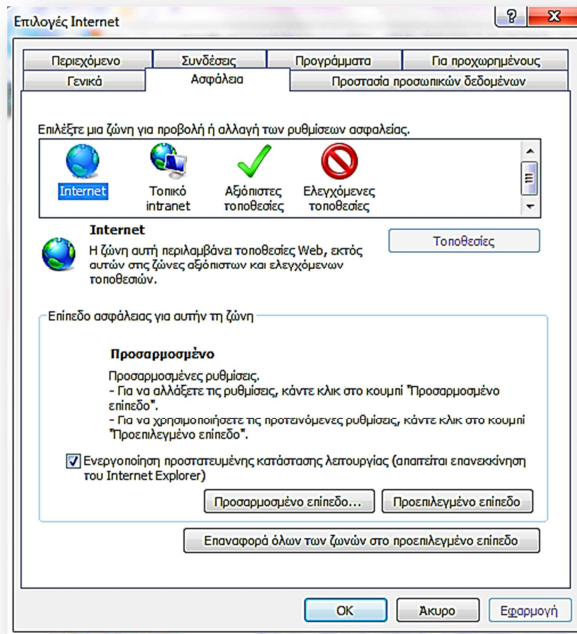 Επιλογές Internet
Περιεχόμενο Συνδέσεις Προγράμματα Για προχωρημένους
Γενικά Ασφάλεια Προστασία προσωπικών δεδομένων
Επιλέξτε μια ζώνη για προβολή ή αλλαγή των ρυθμίσεων ασφαλείας.
Internet Τοπικό intranet Αξιόπιστες τοποθεσίες Ελεγχόμενες τοποθεσίες
Internet
Τοποθεσίες
Η ζώνη αυτή περιλαμβάνει τοποθεσίες Web, εκτός
αυτών στις ζώνες αξιόπιστων και ελεγχόμενων
τοποθεσιών.
Επίπεδο ασφάλειας για αυτήν τη ζώνη
Προσαρμοσμένο
Προσαρμοσμένες ρυθμίσεις.
- Για να αλλάξετε τις ρυθμίσεις, κάντε κλικ στο κουμπί "Προσαρμοσμένο
επίπεδο".
- Για να χρησιμοποιήσετε τις προτεινόμενες ρυθμίσεις, κάντε κλικ στο κουμπί
"Προεπιλεγμένο επίπεδο".
Ενεργοποίηση προστατευμένης κατάστασης λειτουργίας (απαιτείται επανεκκίνηση
του Internet Explorer)
Προσαρμοσμένο επίπεδο... Προεπιλεγμένο επίπεδο
Επαναφορά όλων των ζωνών στο προεπιλεγμένο επίπεδο
OK Άκυρο Εφαρμογή